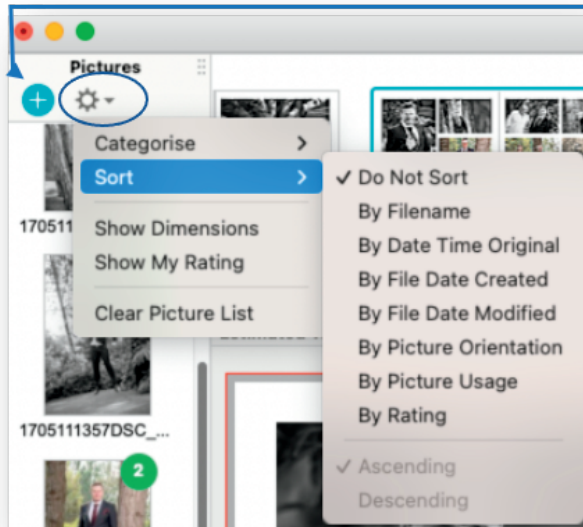 Pictures
Categorise
Sort
Show Dimensions
Show My Rating
Clear Picture List
Do Not Sort
By Filename
By Date Time Original
By File Date Created
By File Date Modified
By Picture Orientation
By Picture Usage
By Rating
Ascending
Descending
17051
1705111357DSC_...
2